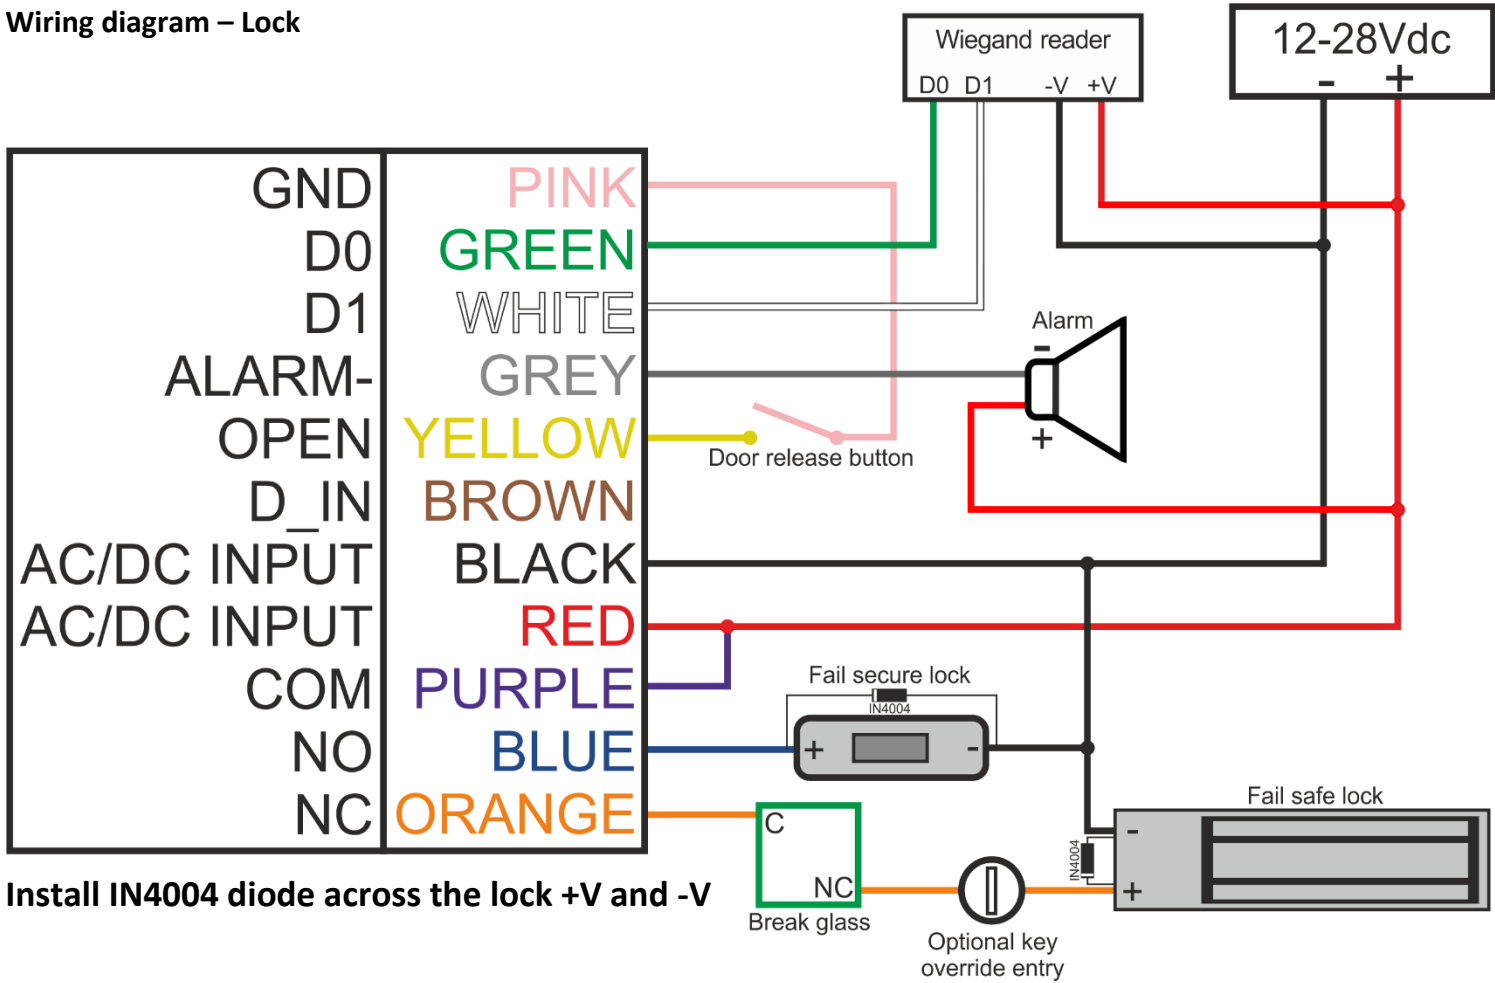 Wiring diagram – Lock
Wiegand reader
D0 D1 -V +V
12-28Vdc
- +
GND PINK
D0 GREEN
D1 WHITE
ALARM- GREY
OPEN YELLOW
D_IN BROWN
AC/DC INPUT BLACK
AC/DC INPUT RED
COM PURPLE
NO BLUE
NC ORANGE
Alarm
-
+
Door release button
Fail secure lock
IN4004
+ -
Fail safe lock
-
IN4004
+
C
NC
Break glass
Optional key
override entry
Install IN4004 diode across the lock +V and -V